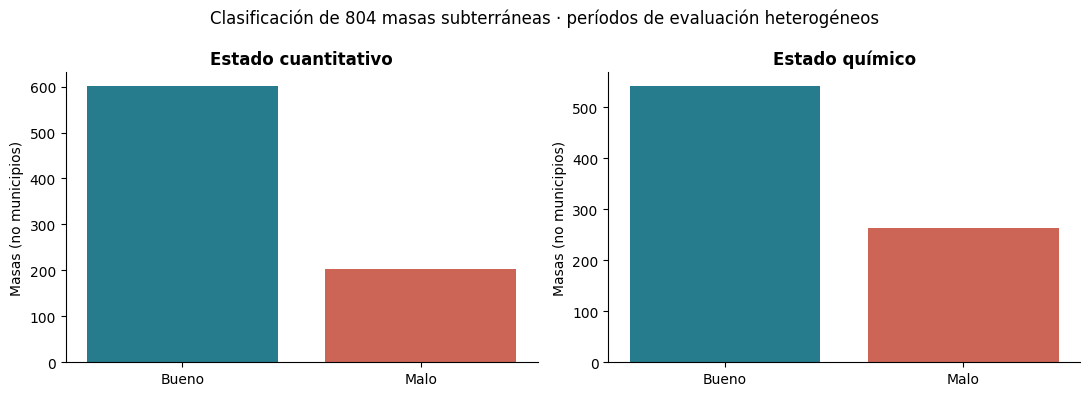 Clasificación de 804 masas subterráneas · períodos de evaluación heterogéneos
Estado cuantitativo
Masas (no municipios)
600
500
400
300
200
100
0
Bueno
Malo
Estado químico
Masas (no municipios)
500
400
300
200
100
0
Bueno
Malo